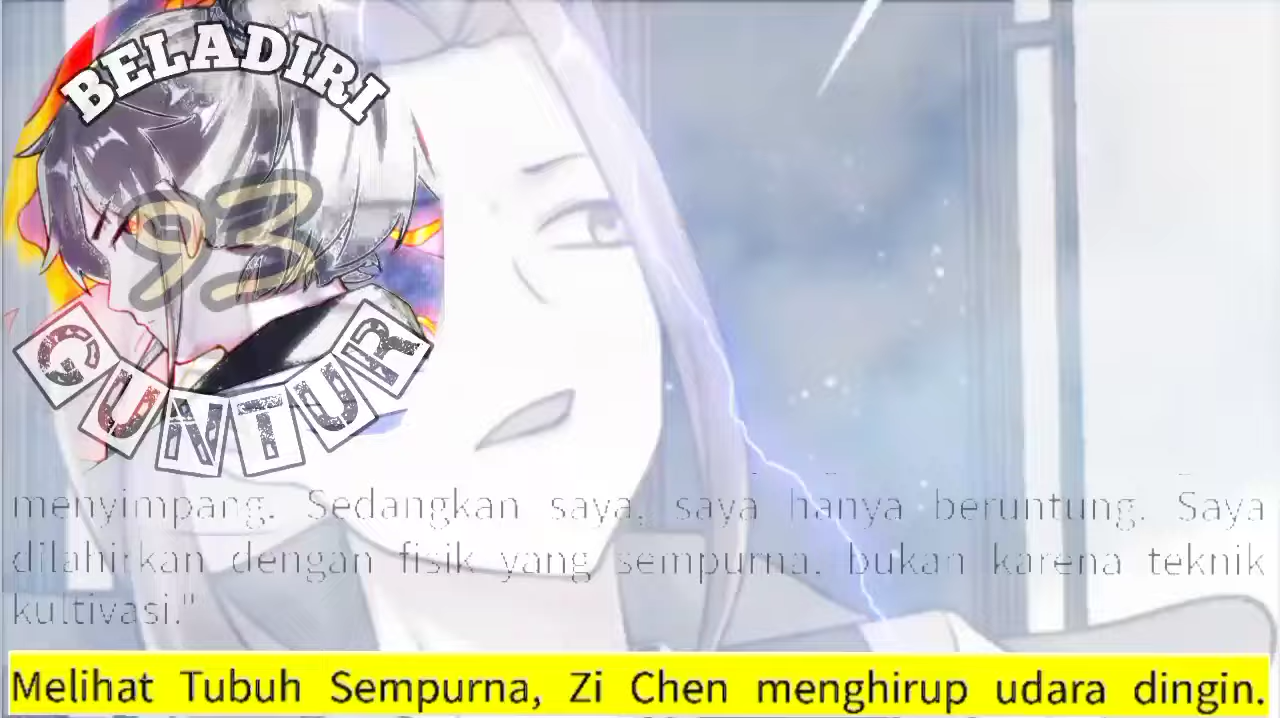 BELADIRI
93
GUNTUR
menyimpang. Sedangkan saya, saya hanya beruntung. Saya
dilahirkan dengan fisik yang sempurna, bukan karena teknik
kultivasi."
Melihat Tubuh Sempurna, Zi Chen menghirup udara dingin.